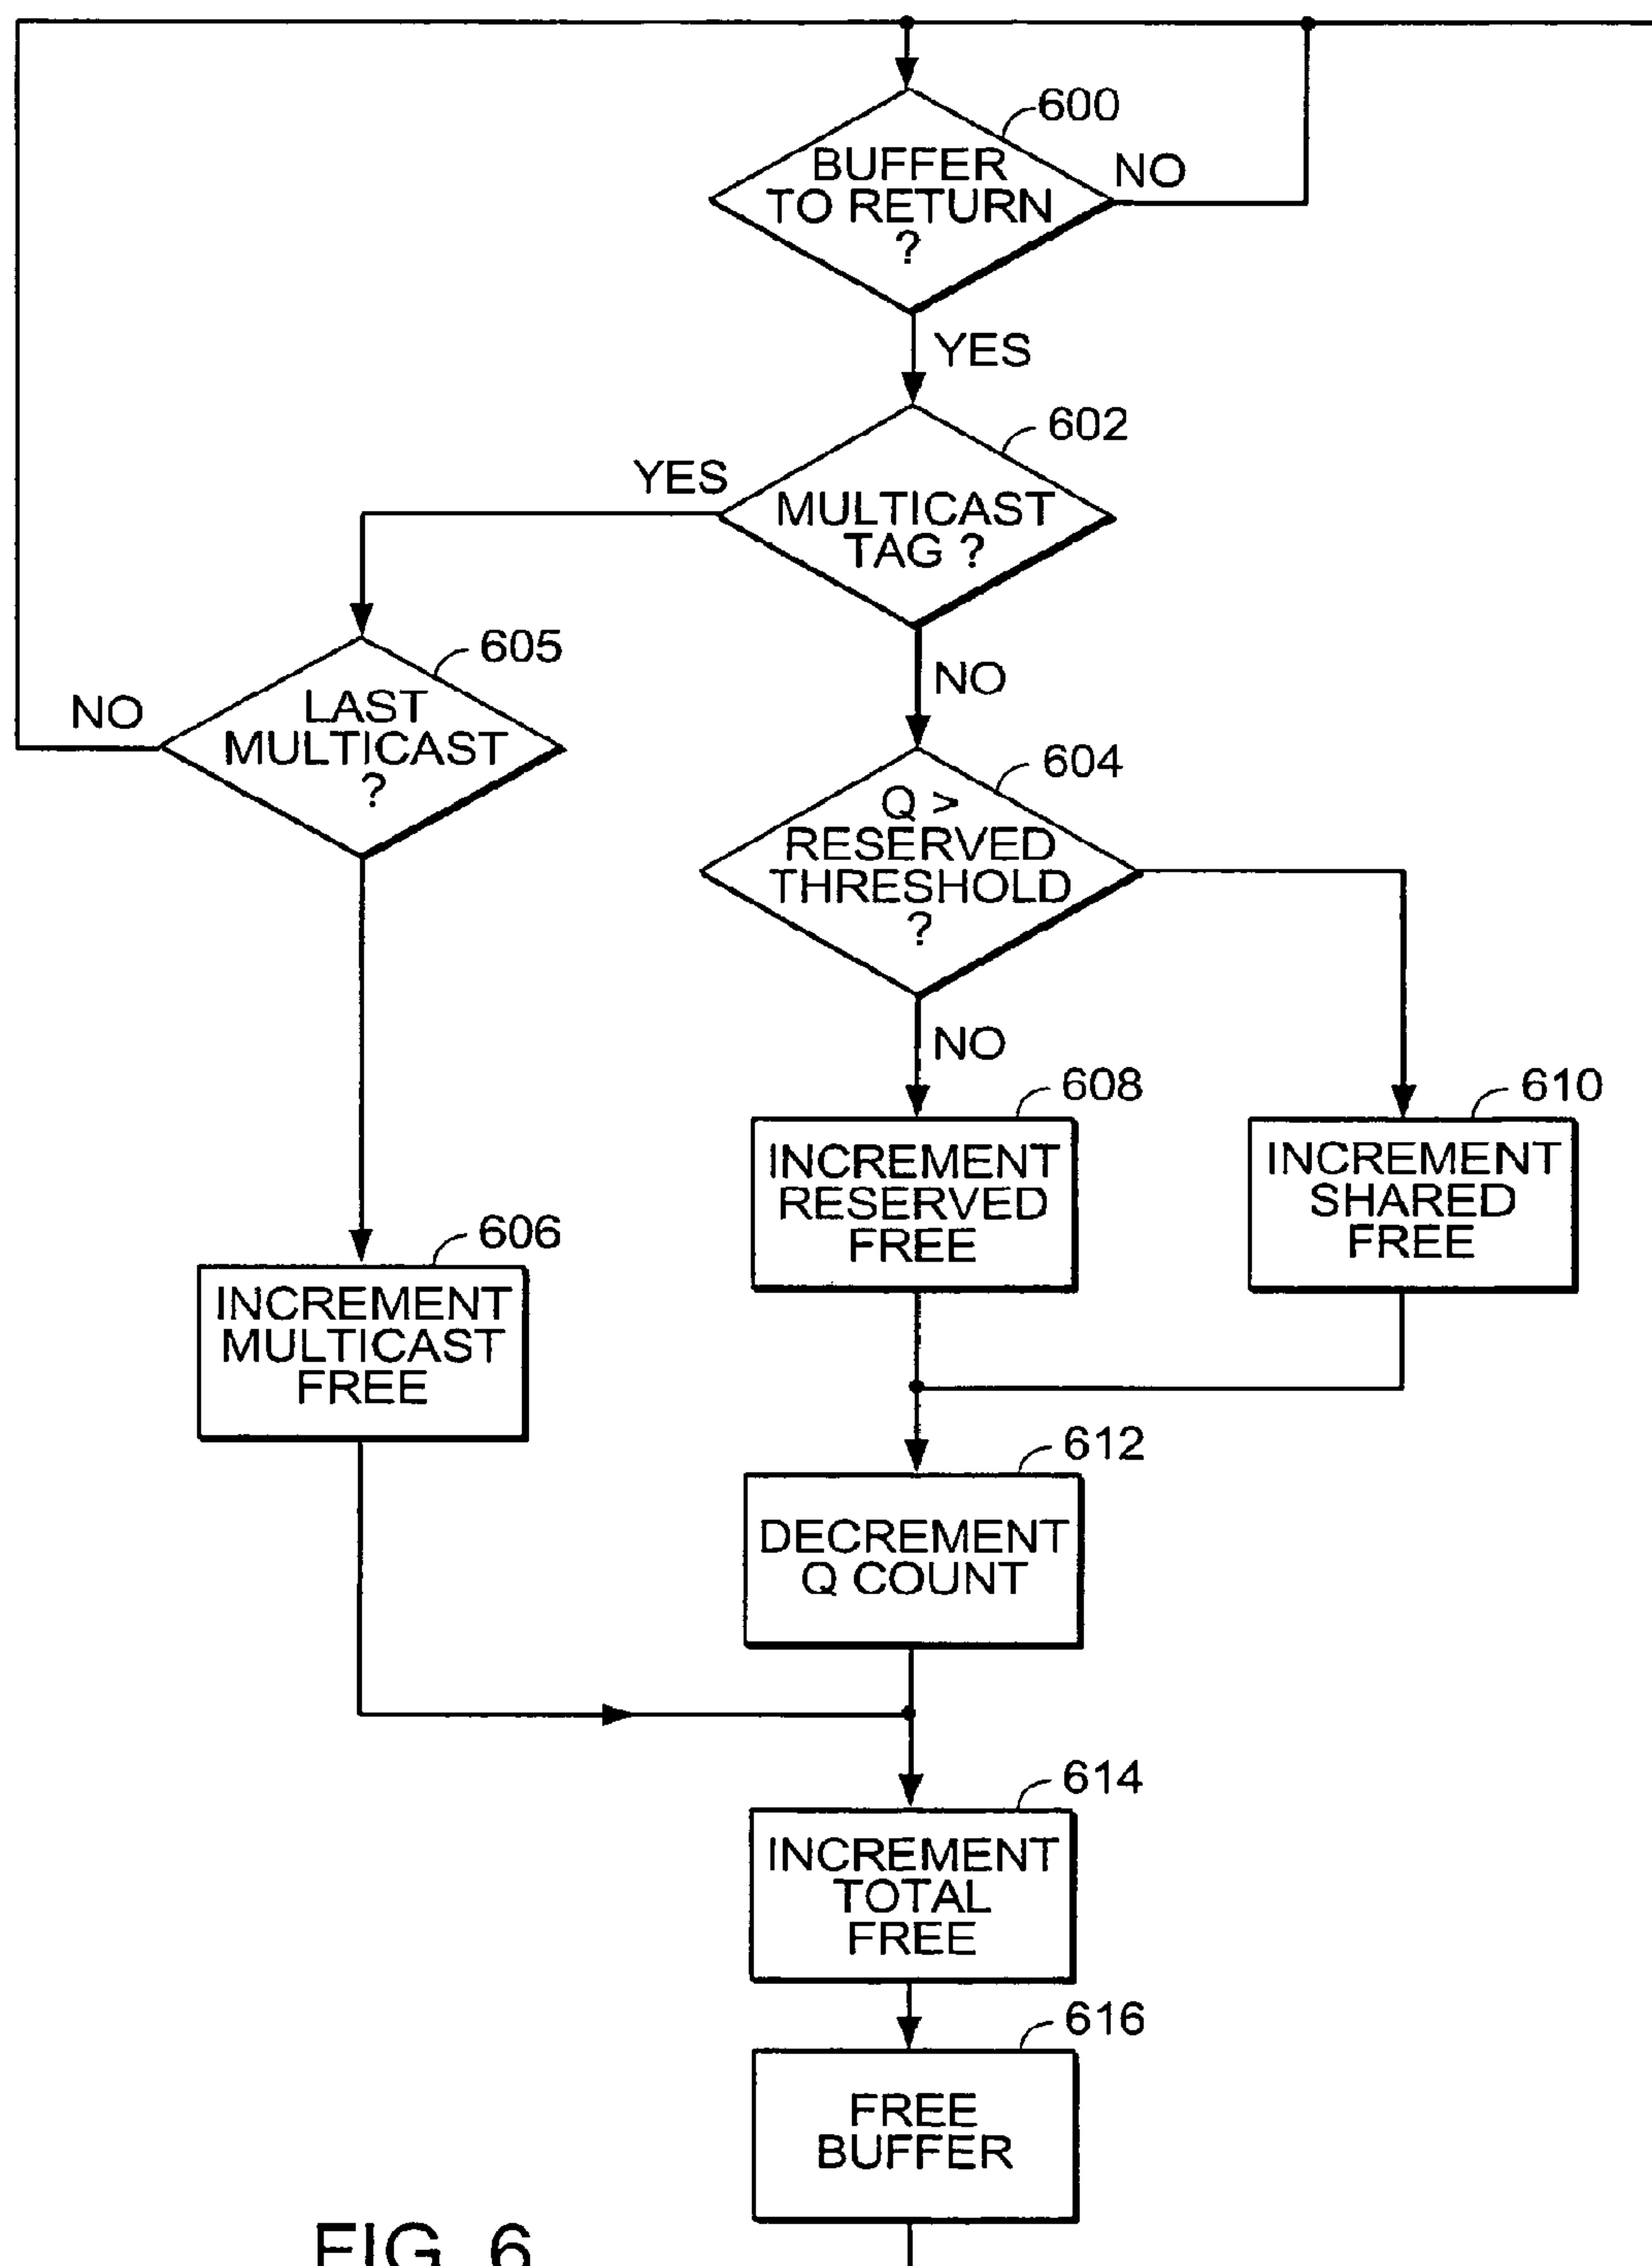 600
BUFFER
TO RETURN
?
NO
YES
602
YES
MULTICAST
TAG ?
605
NO
LAST
MULTICAST
?
NO
604
Q >
RESERVED
THRESHOLD
?
NO
608
INCREMENT
RESERVED
FREE
610
INCREMENT
SHARED
FREE
606
INCREMENT
MULTICAST
FREE
612
DECREMENT
Q COUNT
614
INCREMENT
TOTAL
FREE
616
FREE
BUFFER
FIG. 6